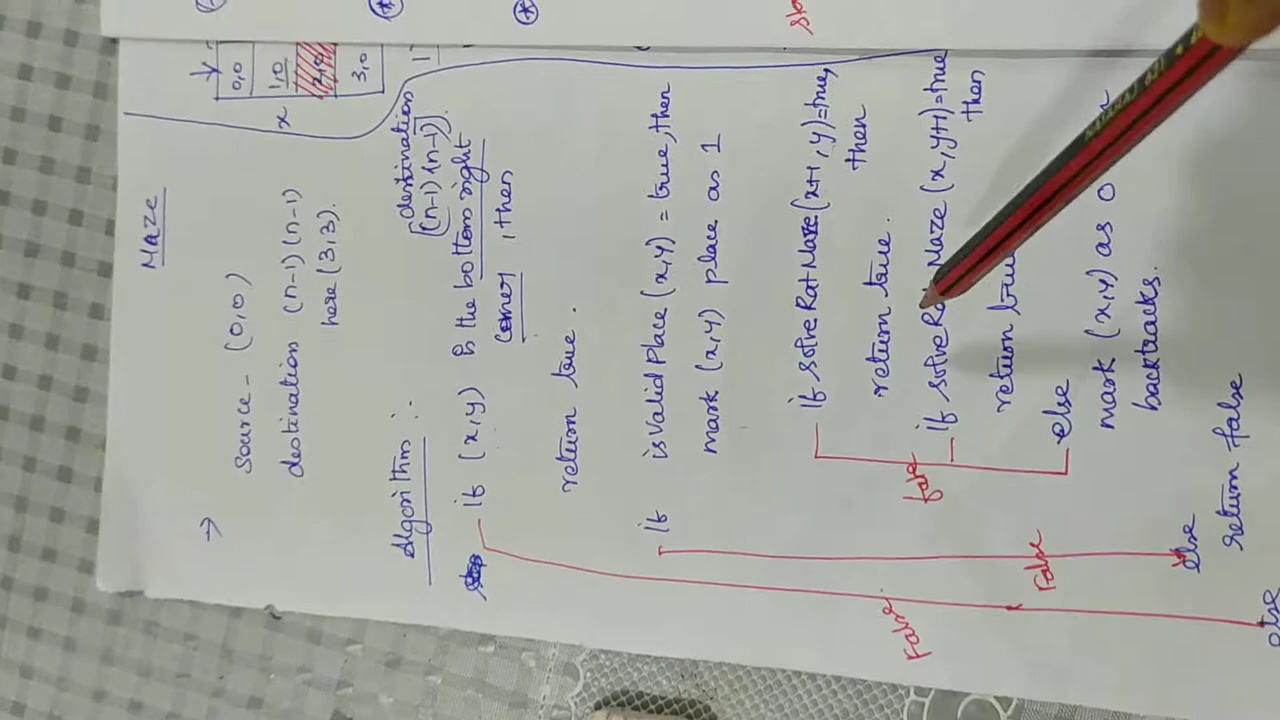 Maze
→ Source - (0,0)
destination (n-1)(n-1)
here (3,3).
x
0,0
1,0
3,0
Algorithm :-
destination
(n-1)(n-1).
if (x,y) is the bottom right
corner, then
return true.
if isValidPlace(x,y) = true, then
mark (x,y) place as 1
if solveRatMaze(x+1,y)=true,
then
return true.
if solveRatMaze(x,y+1)=true
then
return
else
mark (x,y) as 0
backtracks.
false
else
False
return false
else
False